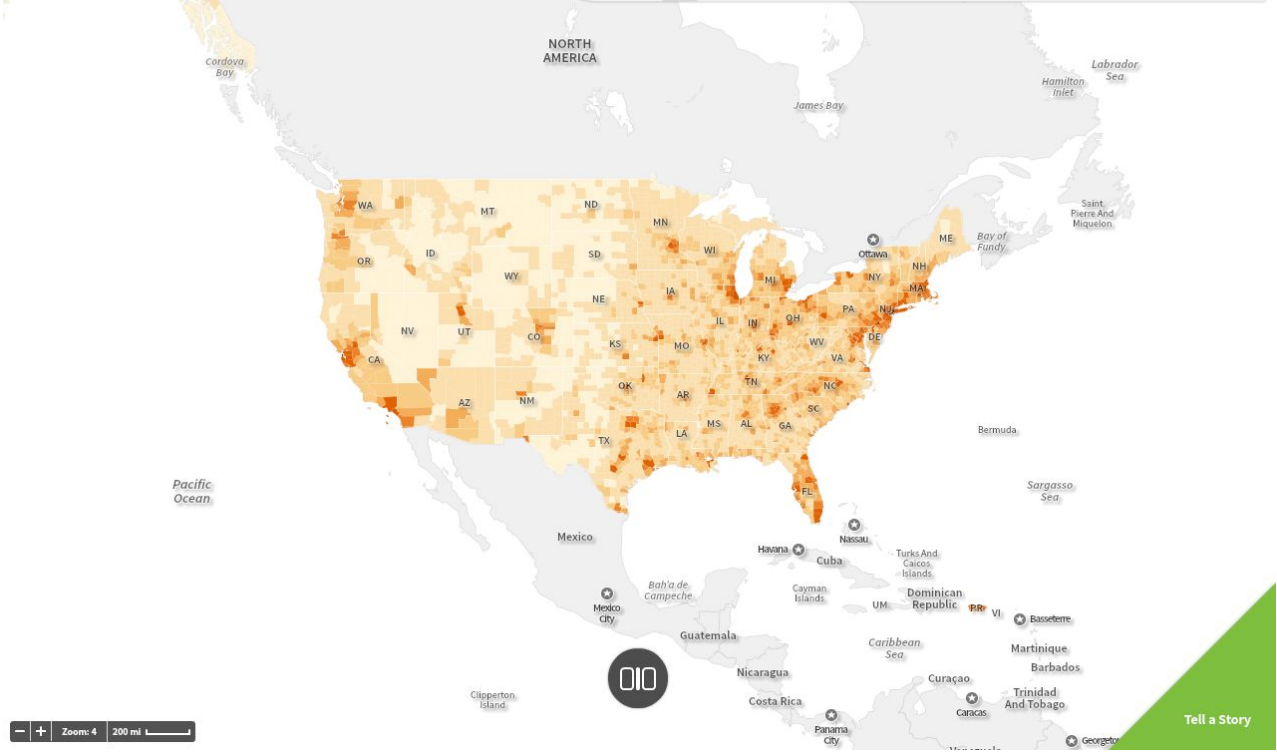 NORTH
AMERICA
Cordova
Bay
Labrador
Sea
Hamilton
Inlet
James Bay
Saint
Pierre And
Miquelon
Bay of
Fundy
Ottawa
WA
MT
ND
MN
ME
OR
ID
SD
WI
NH
WY
MI
NY
MA
NE
IA
NV
UT
CO
IL
IN
OH
PA
NJ
KS
MO
WV
DE
CA
KY
VA
AZ
NM
OK
AR
TN
NC
SC
TX
LA
MS
AL
GA
FL
Bermuda
Pacific
Ocean
Sargasso
Sea
Mexico
Nassau
Havana
Cuba
Turks And
Caicos
Islands
Bah'a de
Campeche
Cayman
Islands
Mexico
City
UM
Dominican
Republic
PR
VI
Basseterre
Guatemala
Caribbean
Sea
Martinique
Barbados
Nicaragua
Curaçao
Clipperton
Island
Costa Rica
Trinidad
And Tobago
Caracas
Panama
City
Tell a Story
Zoom: 4
200 mi
Georgeto